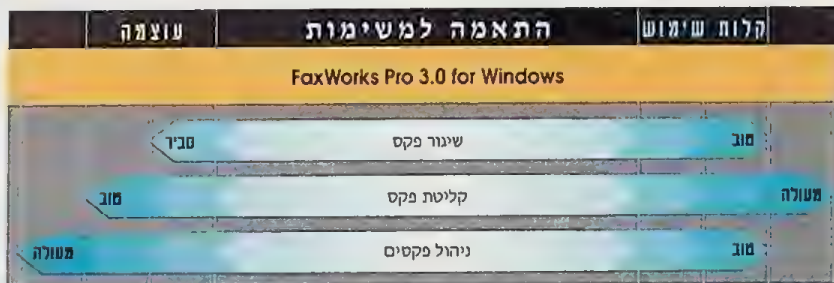 קלות שימוש התאמה למשימות עוצמה
FaxWorks Pro 3.0 for Windows
טוב שיגור פקס סביר
מעולה קליטת פקס טוב
טוב ניהול פקסים מעולה